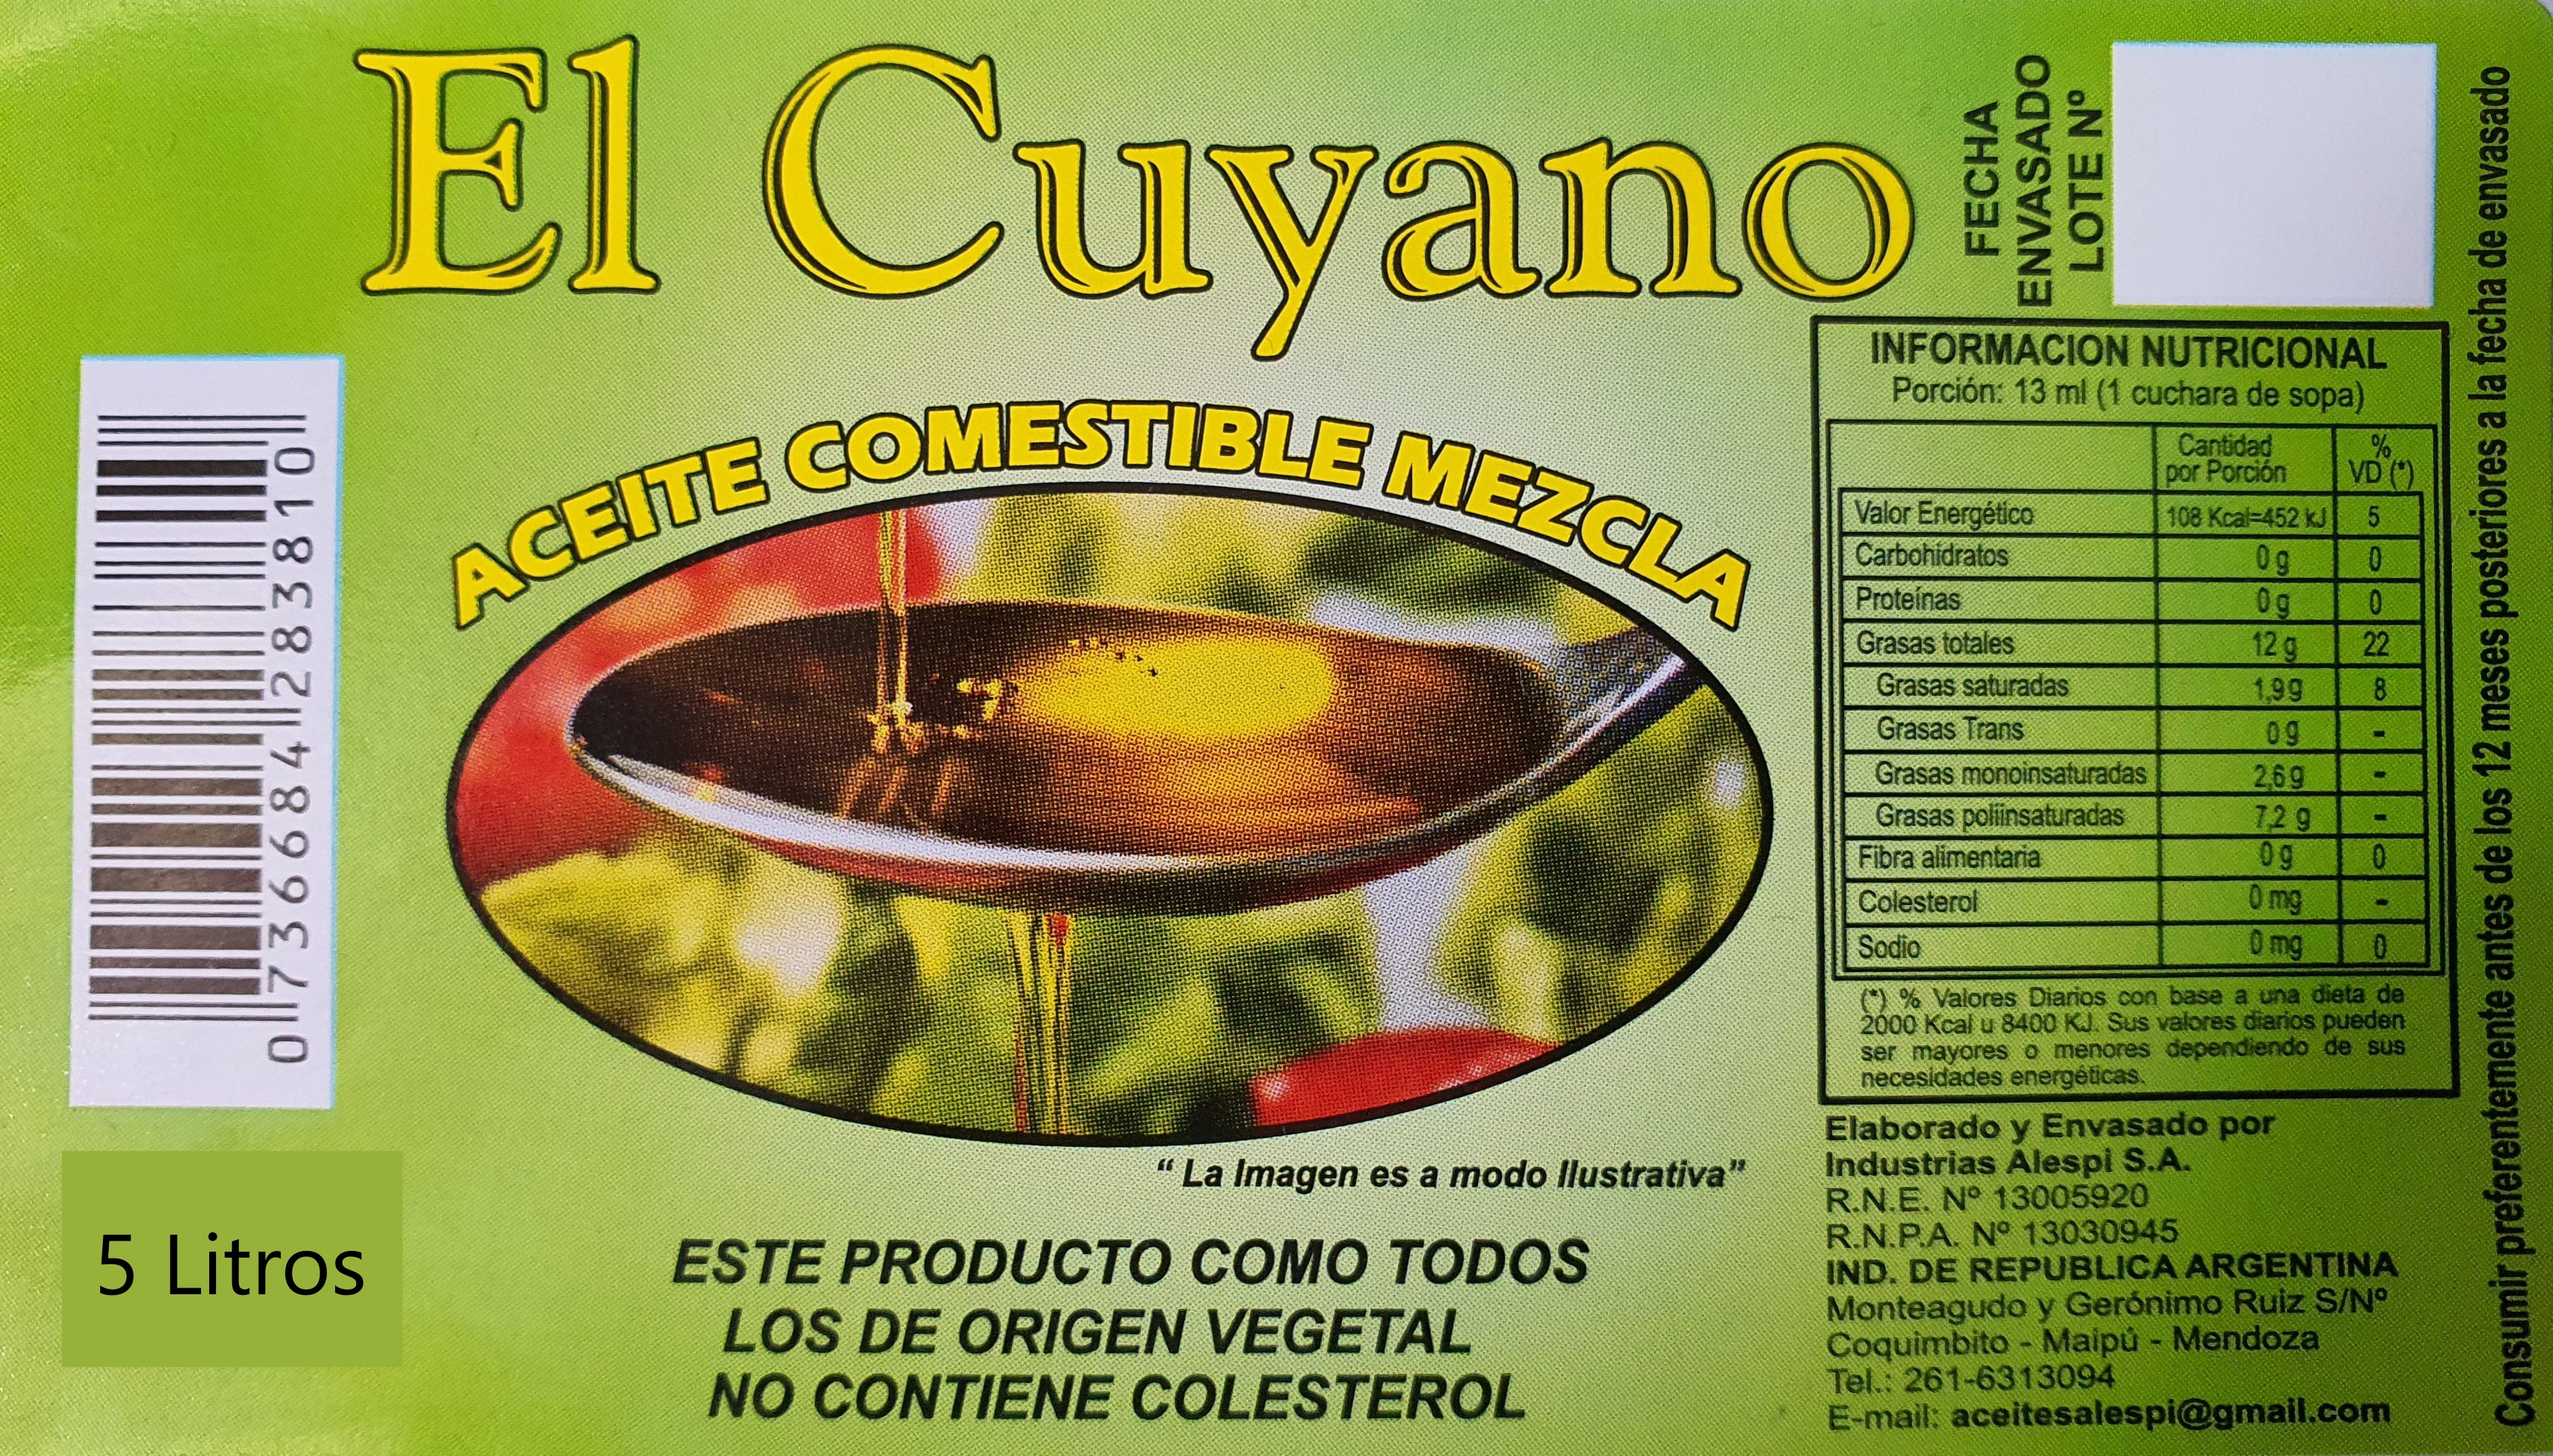 El Cuyano
ACEITE COMESTIBLE MEZCLA
" La Imagen es a modo Ilustrativa"
ESTE PRODUCTO COMO TODOS
LOS DE ORIGEN VEGETAL
NO CONTIENE COLESTEROL
0 736684 283810
5 Litros
FECHA
ENVASADO
LOTE Nº
INFORMACION NUTRICIONAL
Porción: 13 ml (1 cuchara de sopa)
Cantidad por Porción % VD (*)
Valor Energético 108 Kcal=452 kJ 5
Carbohidratos 0 g 0
Proteínas 0 g 0
Grasas totales 12 g 22
Grasas saturadas 1,9 g 8
Grasas Trans 0 g -
Grasas monoinsaturadas 2,6 g -
Grasas poliinsaturadas 7,2 g -
Fibra alimentaria 0 g 0
Colesterol 0 mg -
Sodio 0 mg 0
(*) % Valores Diarios con base a una dieta de
2000 Kcal u 8400 KJ. Sus valores diarios pueden
ser mayores o menores dependiendo de sus
necesidades energéticas.
Elaborado y Envasado por
Industrias Alespi S.A.
R.N.E. Nº 13005920
R.N.P.A. Nº 13030945
IND. DE REPUBLICA ARGENTINA
Monteagudo y Gerónimo Ruiz S/Nº
Coquimbito - Maipú - Mendoza
Tel.: 261-6313094
E-mail: aceitesalespi@gmail.com
Consumir preferentemente antes de los 12 meses posteriores a la fecha de envasado